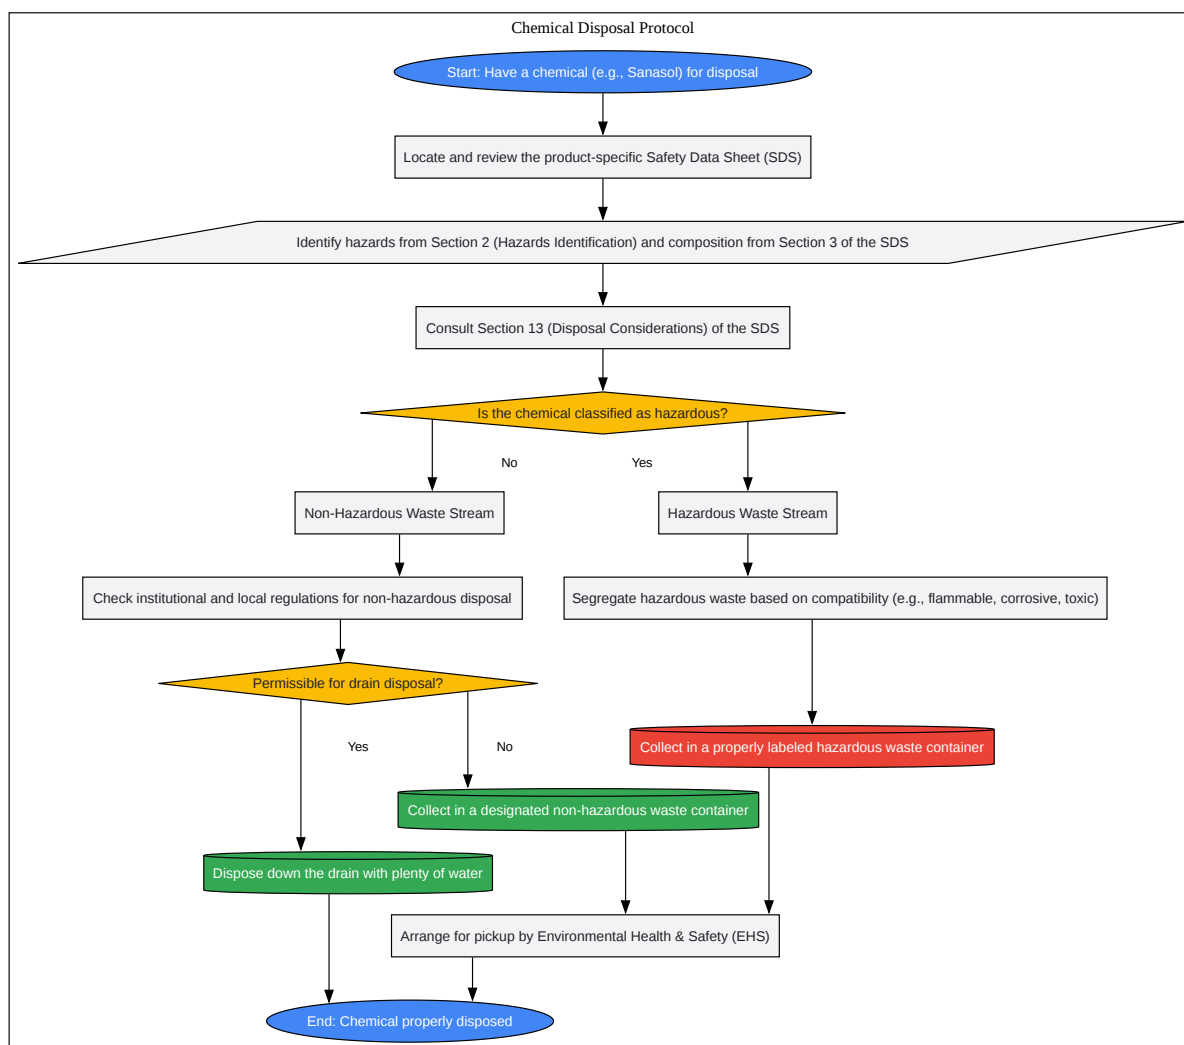 Chemical Disposal Protocol
Start: Have a chemical (e.g., Sanasol) for disposal
Locate and review the product-specific Safety Data Sheet (SDS)
Identify hazards from Section 2 (Hazards Identification) and composition from Section 3 of the SDS
Consult Section 13 (Disposal Considerations) of the SDS
Is the chemical classified as hazardous?
No
Yes
Non-Hazardous Waste Stream
Hazardous Waste Stream
Check institutional and local regulations for non-hazardous disposal
Segregate hazardous waste based on compatibility (e.g., flammable, corrosive, toxic)
Permissible for drain disposal?
Yes
No
Collect in a properly labeled hazardous waste container
Collect in a designated non-hazardous waste container
Dispose down the drain with plenty of water
Arrange for pickup by Environmental Health & Safety (EHS)
End: Chemical properly disposed